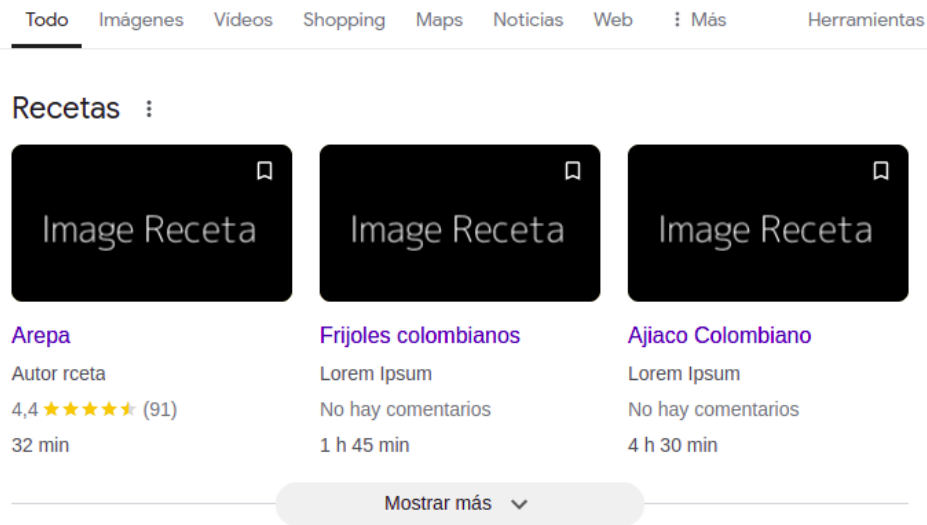 Todo Imágenes Vídeos Shopping Maps Noticias Web Más Herramientas
Recetas
Image Receta Image Receta Image Receta
Arepa Frijoles colombianos Ajiaco Colombiano
Autor rceta Lorem Ipsum Lorem Ipsum
4,4 (91) No hay comentarios No hay comentarios
32 min 1 h 45 min 4 h 30 min
Mostrar más